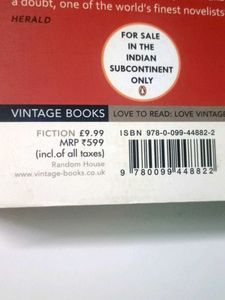 a doubt, one of the world's finest novelists
HERALD
FOR SALE
IN THE
INDIAN
SUBCONTINENT
ONLY
VINTAGE BOOKS
LOVE TO READ: LOVE VINTAGE
FICTION £9.99
MRP ₹599
(incl.of all taxes)
Random House
www.vintage-books.co.uk
ISBN 978-0-099-44882-2
9 780099 448822